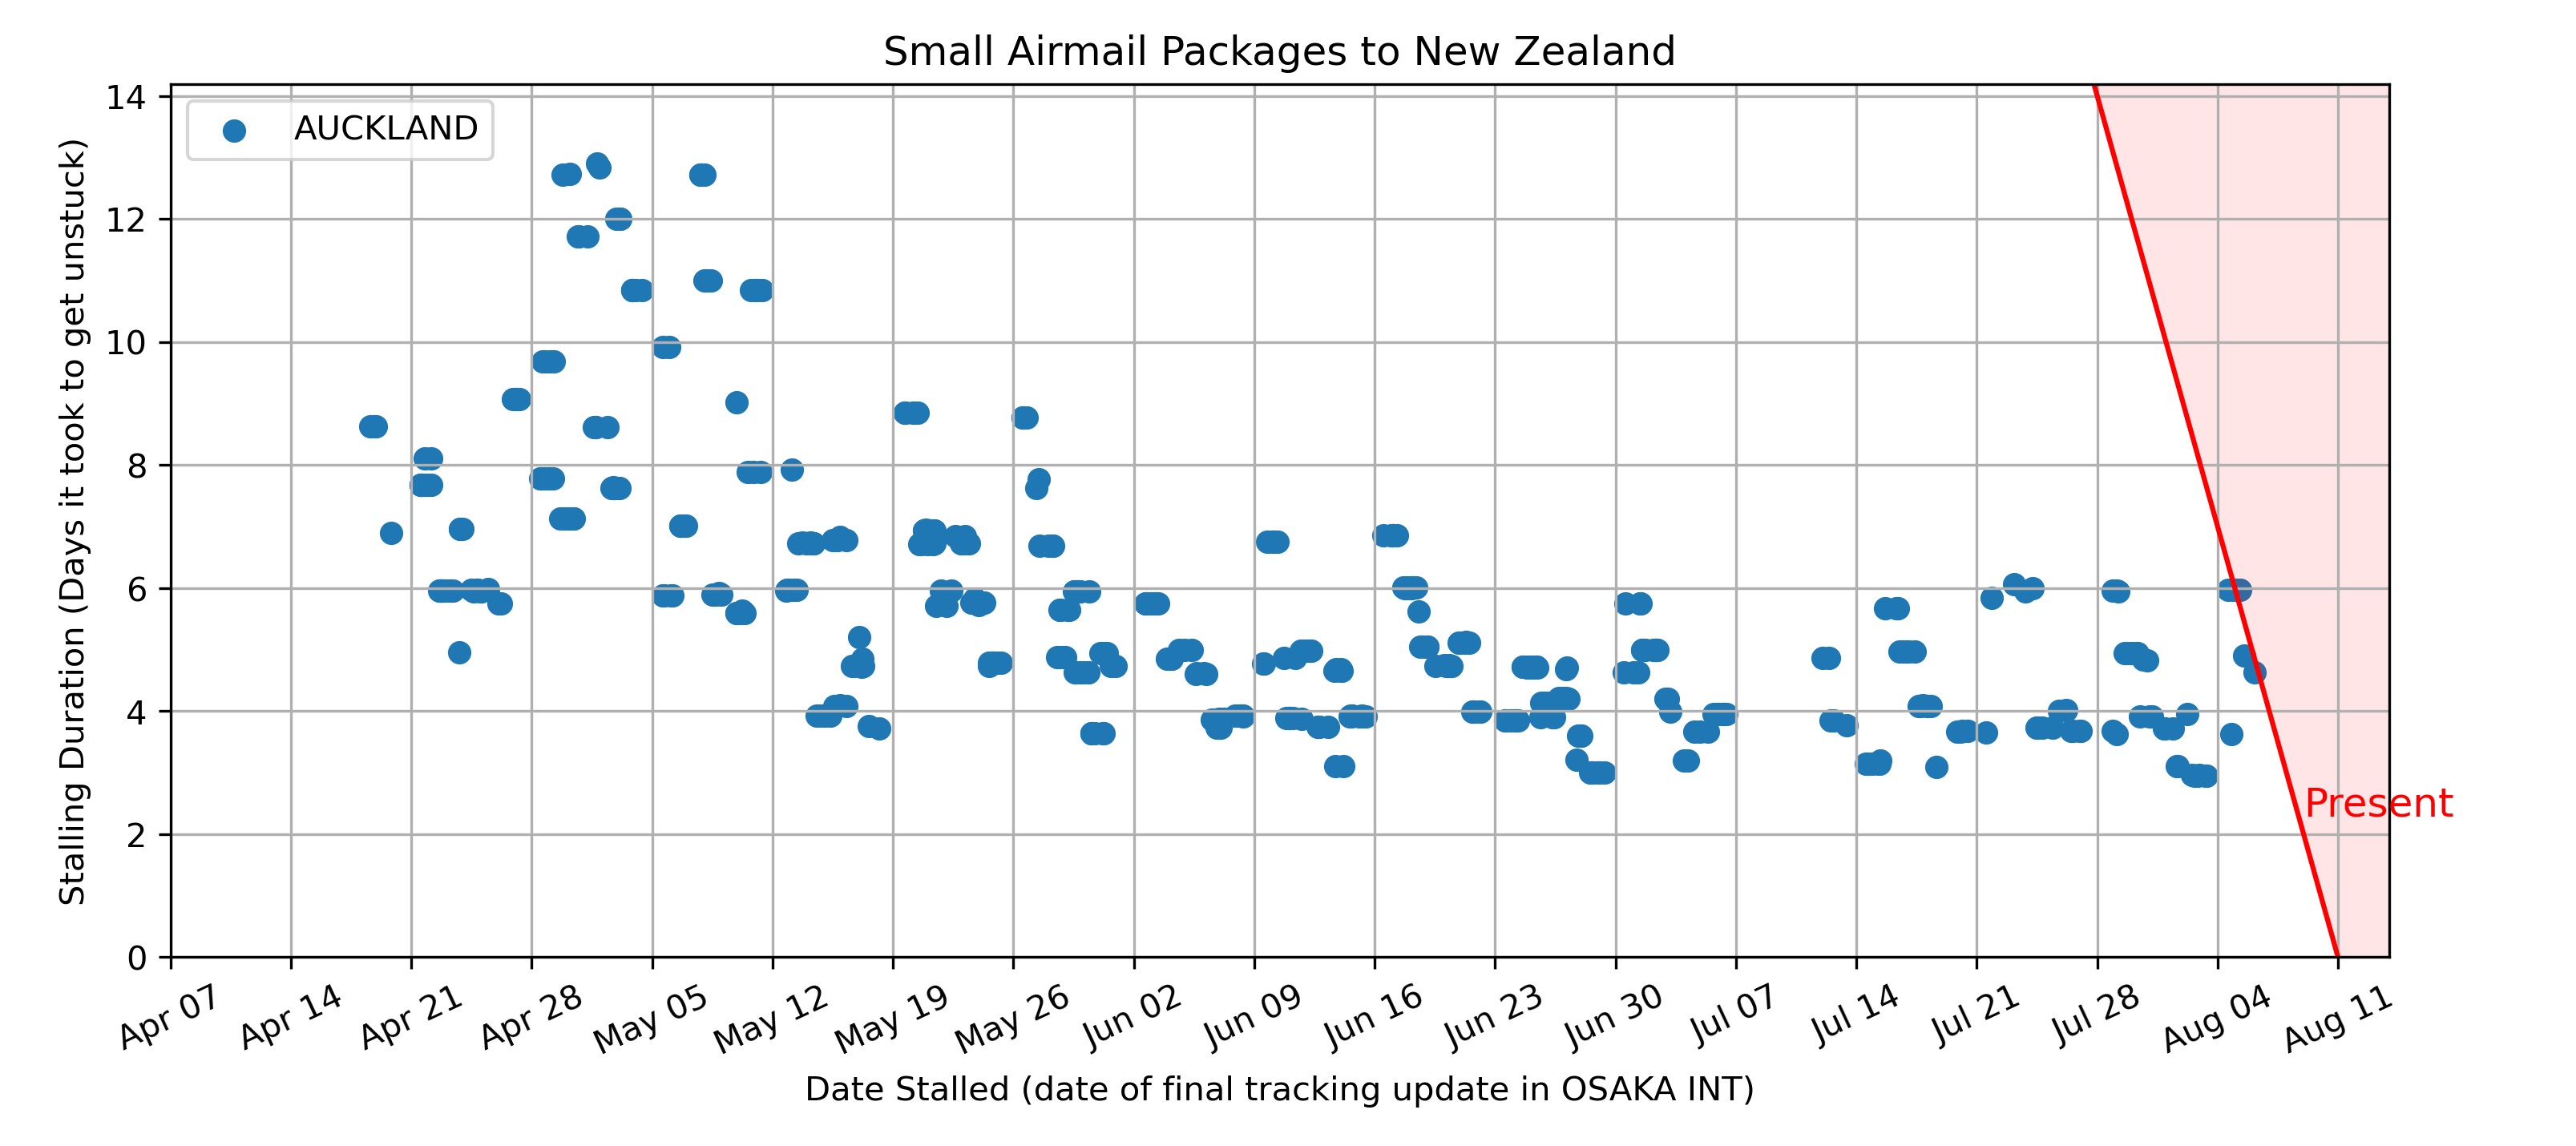 Small Airmail Packages to New Zealand
AUCKLAND
Stalling Duration (Days it took to get unstuck)
14
12
10
8
6
4
2
0
Present
Apr 07
Apr 14
Apr 21
Apr 28
May 05
May 12
May 19
May 26
Jun 02
Jun 09
Jun 16
Jun 23
Jun 30
Jul 07
Jul 14
Jul 21
Jul 28
Aug 04
Aug 11
Date Stalled (date of final tracking update in OSAKA INT)